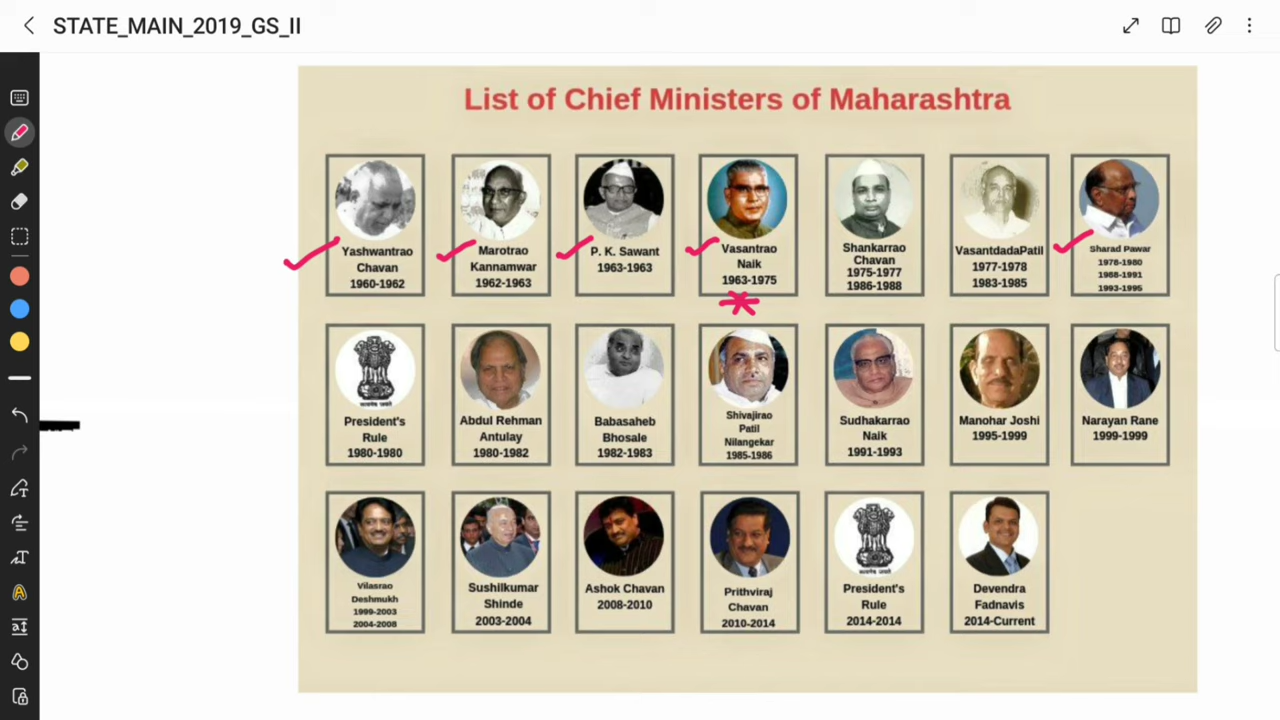 STATE_MAIN_2019_GS_II
List of Chief Ministers of Maharashtra
Yashwantrao
Chavan
1960-1962
Marotrao
Kannamwar
1962-1963
P. K. Sawant
1963-1963
Vasantrao
Naik
1963-1975
Shankarrao
Chavan
1975-1977
1986-1988
VasantdadaPatil
1977-1978
1983-1985
Sharad Pawar
1978-1980
1988-1991
1993-1995
President's
Rule
1980-1980
Abdul Rehman
Antulay
1980-1982
Babasaheb
Bhosale
1982-1983
Shivajirao
Patil
Nilangekar
1985-1986
Sudhakarrao
Naik
1991-1993
Manohar Joshi
1995-1999
Narayan Rane
1999-1999
Vilasrao
Deshmukh
1999-2003
2004-2008
Sushilkumar
Shinde
2003-2004
Ashok Chavan
2008-2010
Prithviraj
Chavan
2010-2014
President's
Rule
2014-2014
Devendra
Fadnavis
2014-Current